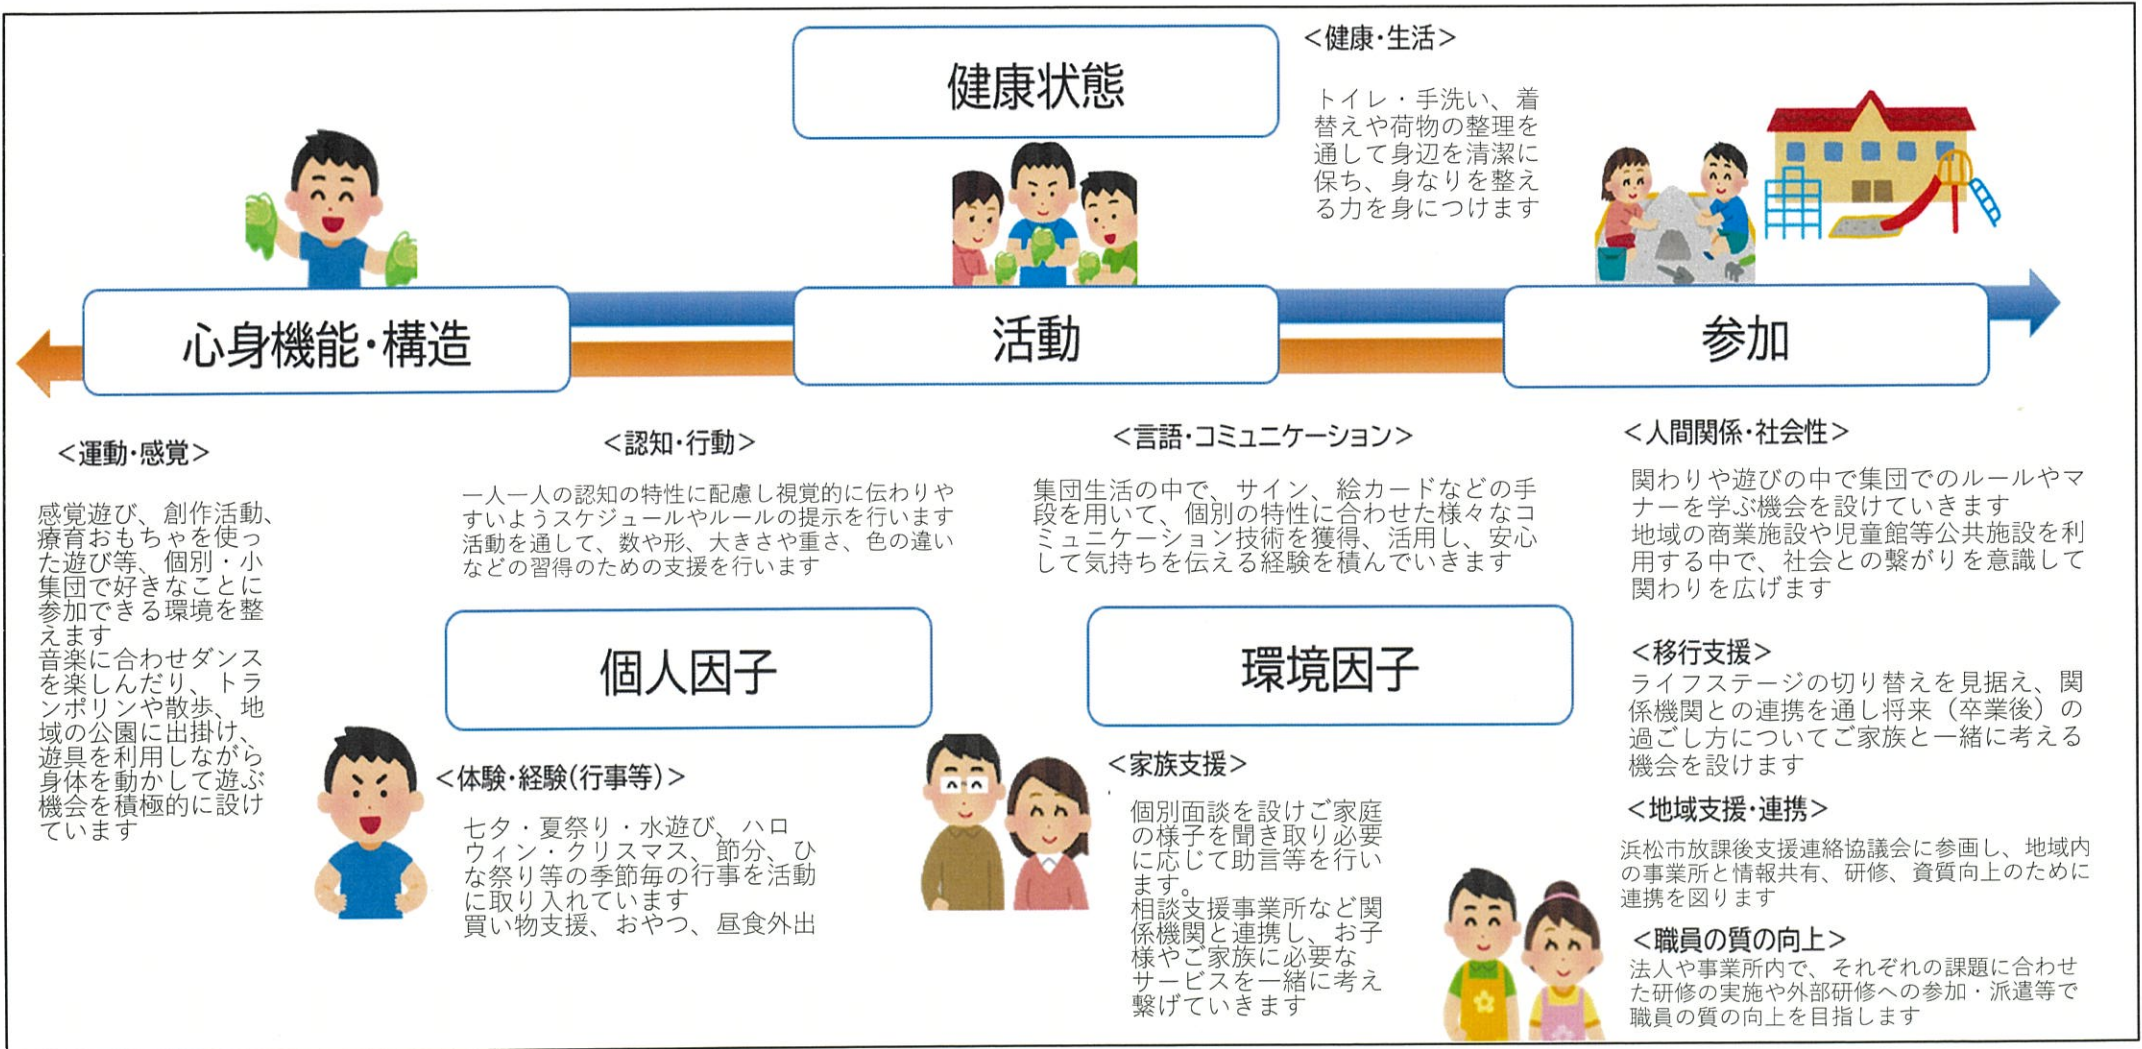 健康状態
<健康・生活>
トイレ・手洗い、着
替えや荷物の整理を
通して身辺を清潔に
保ち、身なりを整え
る力を身につけます
心身機能・構造
活動
参加
<運動・感覚>
感覚遊び、創作活動、
療育おもちゃを使っ
た遊び等、個別・小
集団で好きなことに
参加できる環境を整
えます
音楽に合わせダンス
を楽しんだり、トラ
ンポリンや散歩、地
域の公園に出掛け、
遊具を利用しながら
身体を動かして遊ぶ
機会を積極的に設け
ています
<認知・行動>
一人一人の認知の特性に配慮し視覚的に伝わりや
すいようスケジュールやルールの提示を行います
活動を通して、数や形、大きさや重さ、色の違い
などの習得のための支援を行います
<言語・コミュニケーション>
集団生活の中で、サイン、絵カードなどの手
段を用いて、個別の特性に合わせた様々なコ
ミュニケーション技術を獲得、活用し、安心
して気持ちを伝える経験を積んでいきます
<人間関係・社会性>
関わりや遊びの中で集団でのルールやマ
ナーを学ぶ機会を設けていきます
地域の商業施設や児童館等公共施設を利
用する中で、社会との繋がりを意識して
関わりを広げます
個人因子
<体験・経験(行事等)>
七夕・夏祭り・水遊び、ハロ
ウィン・クリスマス、節分、ひ
な祭り等の季節毎の行事を活動
に取り入れています
買い物支援、おやつ、昼食外出
環境因子
<家族支援>
個別面談を設けご家庭
の様子を聞き取り必要
に応じて助言等を行い
ます。
相談支援事業所など関
係機関と連携し、お子
様やご家族に必要な
サービスを一緒に考え
繋げていきます
<移行支援>
ライフステージの切り替えを見据え、関
係機関との連携を通し将来（卒業後）の
過ごし方についてご家族と一緒に考える
機会を設けます
<地域支援・連携>
浜松市放課後支援連絡協議会に参画し、地域内
の事業所と情報共有、研修、資質向上のために
連携を図ります
<職員の質の向上>
法人や事業所内で、それぞれの課題に合わせ
た研修の実施や外部研修への参加・派遣等で
職員の質の向上を目指します